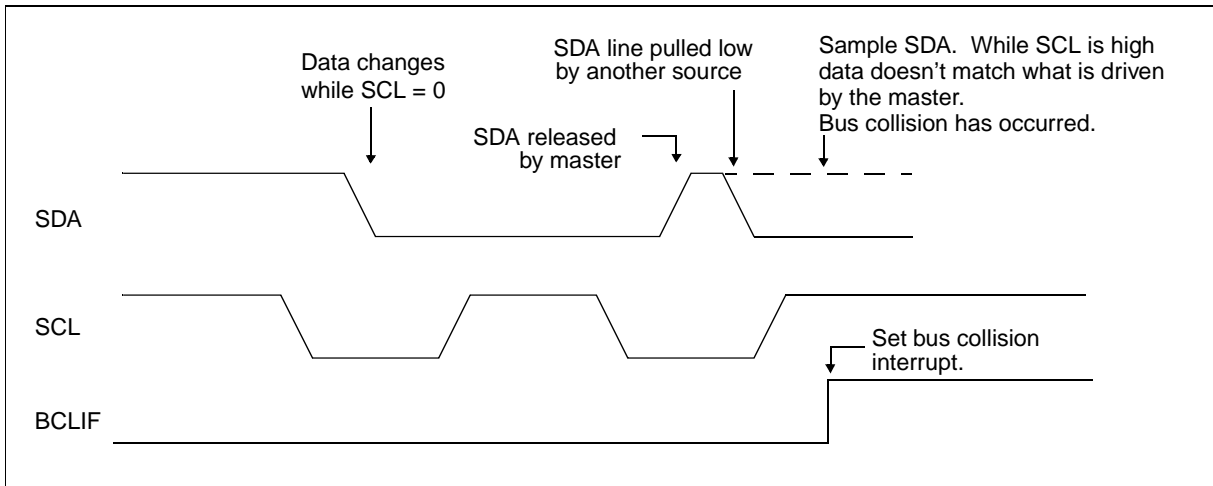 Data changes
while SCL = 0
SDA line pulled low
by another source
Sample SDA.  While SCL is high
data doesn't match what is driven
by the master.
Bus collision has occurred.
SDA released
by master
SDA
SCL
Set bus collision
interrupt.
BCLIF